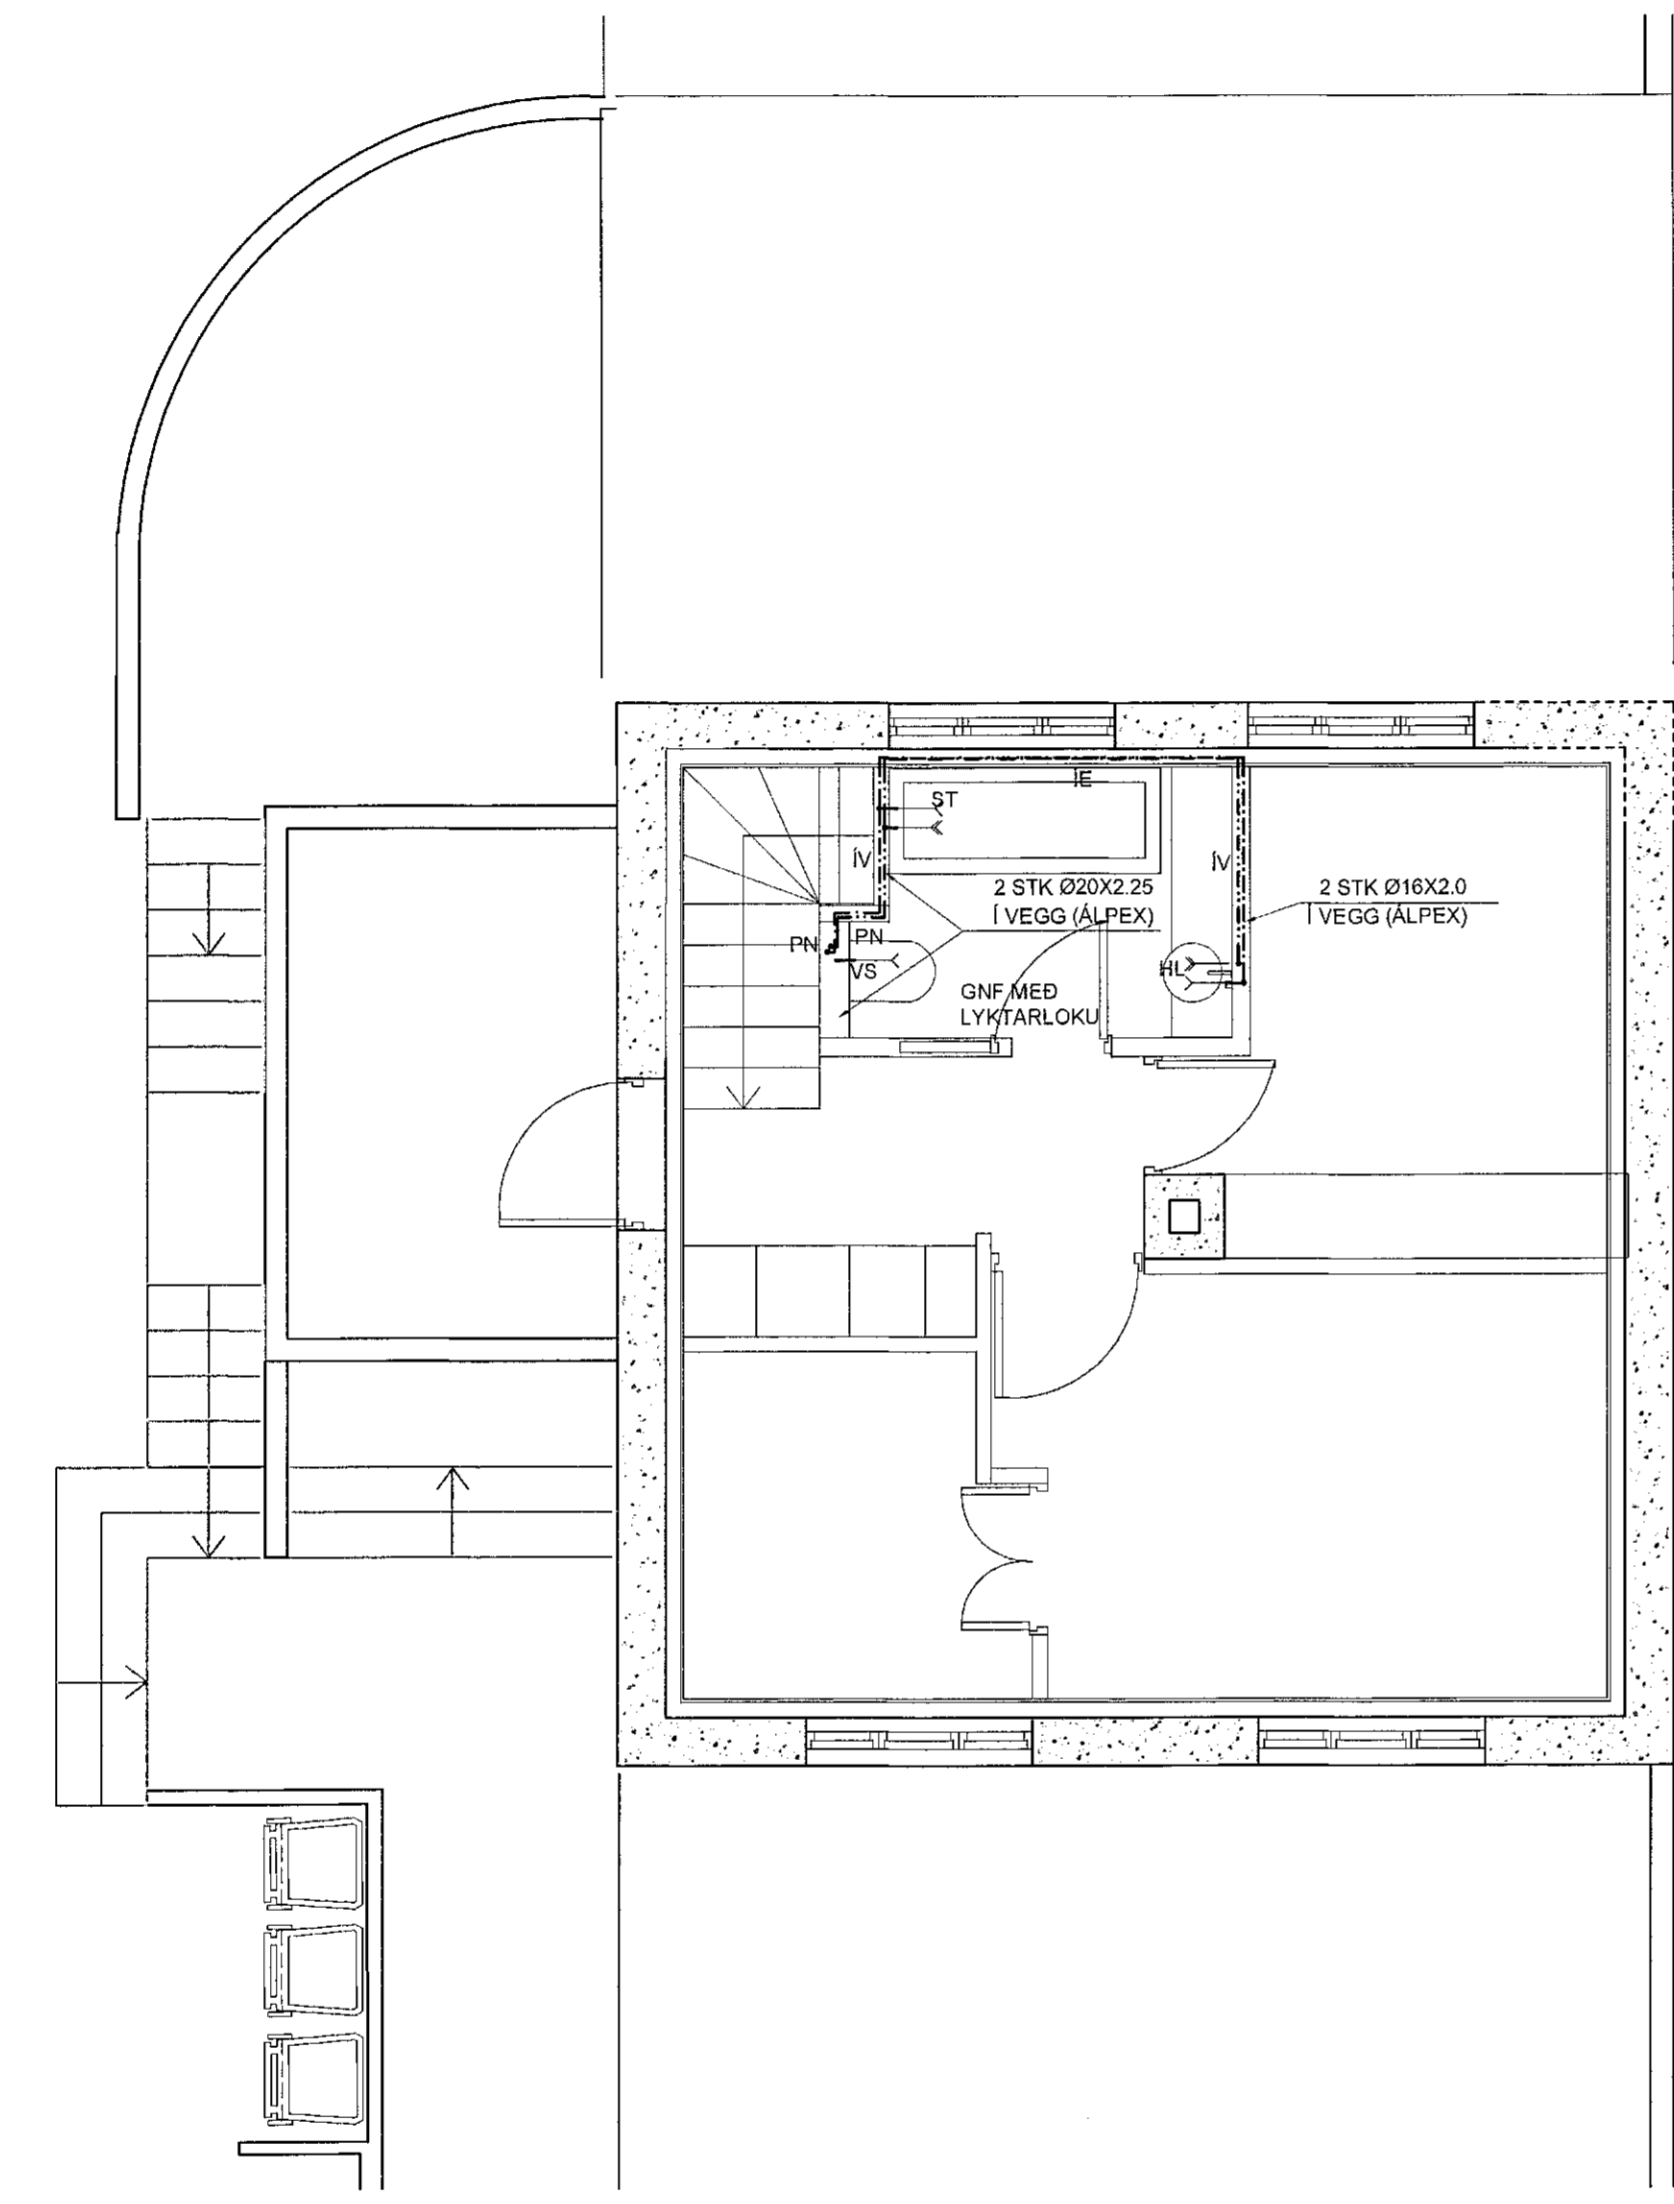 ÍE
ST
ÍV
ÍV
2 STK Ø20X2.25
Í VEGG (ÁLPEX)
2 STK Ø16X2.0
Í VEGG (ÁLPEX)
PN
PN
VS
HL
GNF MEÐ
LYKTARLOKU